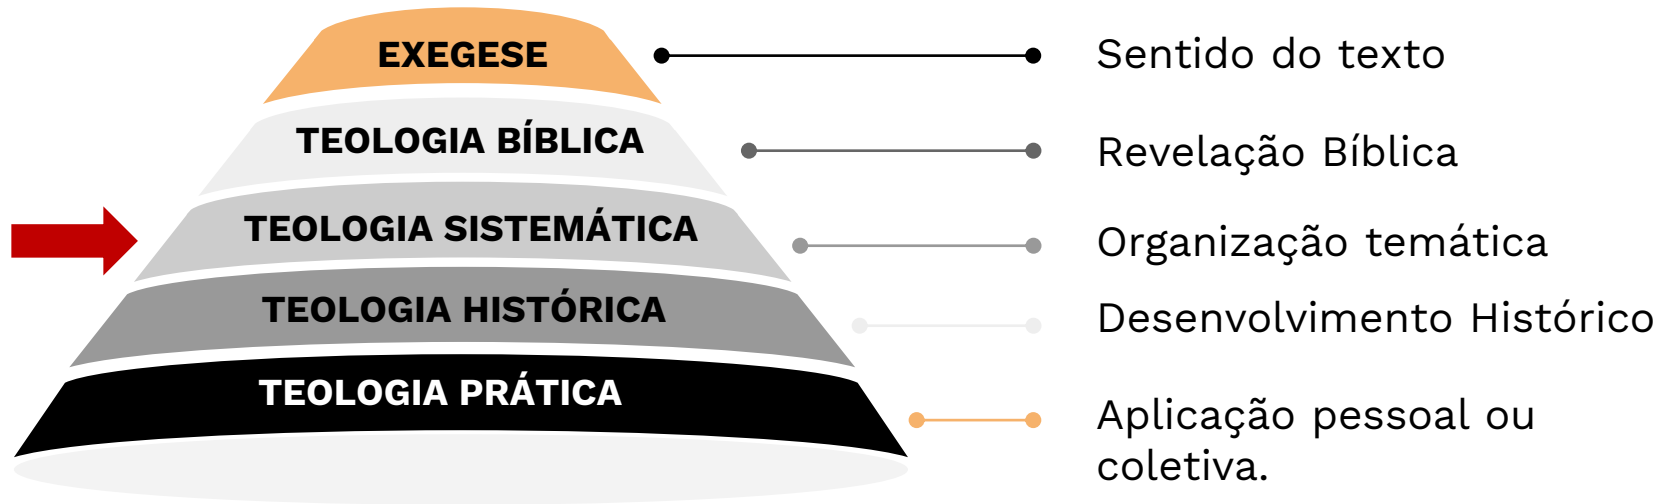 EXEGESE
Sentido do texto
TEOLOGIA BÍBLICA
Revelação Bíblica
TEOLOGIA SISTEMÁTICA
Organização temática
TEOLOGIA HISTÓRICA
Desenvolvimento Histórico
TEOLOGIA PRÁTICA
Aplicação pessoal ou
coletiva.